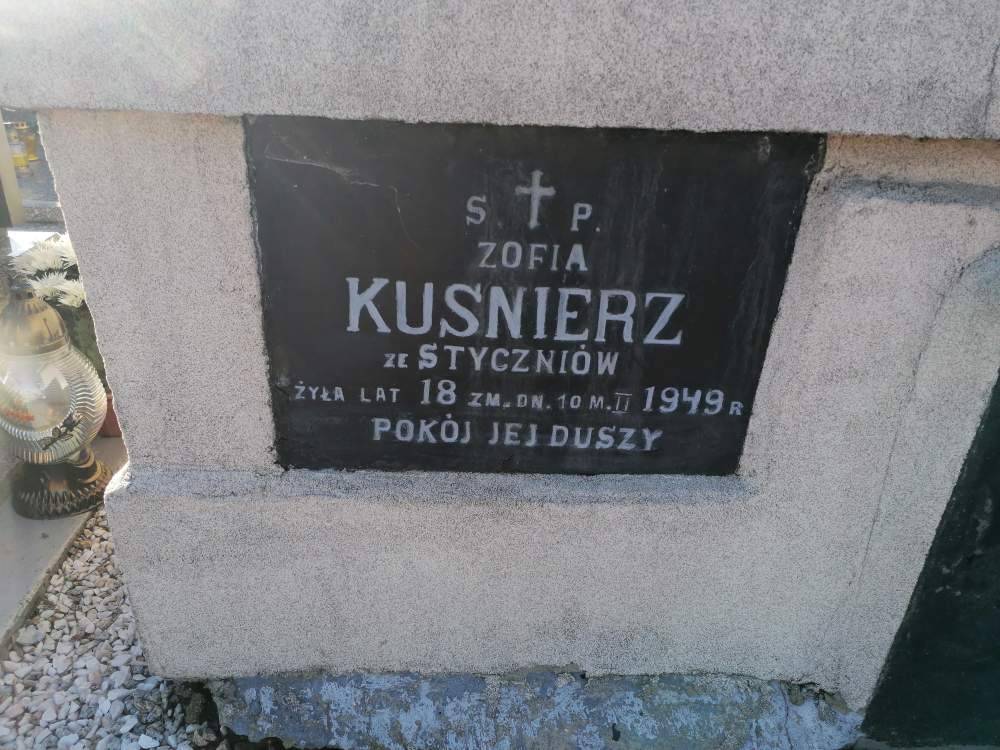 S. P.
ZOFIA
KUSNIERZ
ZE STYCZNIÓW
ŻYŁA LAT 18 ZM. DN. 10 M. II 1949 R
POKÓJ JEJ DUSZY